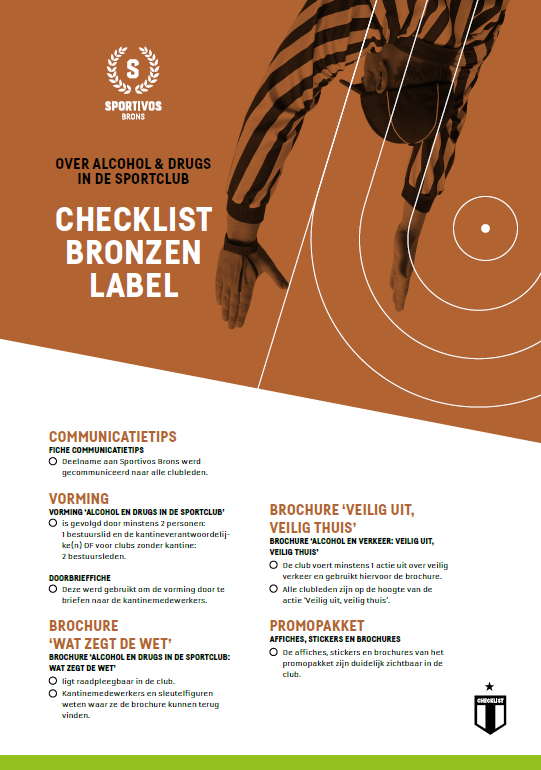 S
SPORTIVOS
BRONS
OVER ALCOHOL & DRUGS
IN DE SPORTCLUB
CHECKLIST
BRONZEN
LABEL
COMMUNICATIETIPS
FICHE COMMUNICATIETIPS
Deelname aan Sportivos Brons werd
gecommuniceerd naar alle clubleden.
VORMING
VORMING 'ALCOHOL EN DRUGS IN DE SPORTCLUB'
is gevolgd door minstens 2 personen:
1 bestuurslid en de kantineverantwoordelij-
ke(n) OF voor clubs zonder kantine:
2 bestuursleden.
DOORBRIEFFICHE
Deze werd gebruikt om de vorming door te
briefen naar de kantinemedewerkers.
BROCHURE
'WAT ZEGT DE WET'
BROCHURE 'ALCOHOL EN DRUGS IN DE SPORTCLUB:
WAT ZEGT DE WET'
ligt raadpleegbaar in de club.
Kantinemedewerkers en sleutelfiguren
weten waar ze de brochure kunnen terug
vinden.
BROCHURE 'VEILIG UIT,
VEILIG THUIS'
BROCHURE 'ALCOHOL EN VERKEER: VEILIG UIT,
VEILIG THUIS'
De club voert minstens 1 actie uit over veilig
verkeer en gebruikt hiervoor de brochure.
Alle clubleden zijn op de hoogte van de
actie 'Veilig uit, veilig thuis'.
PROMOPAKKET
AFFICHES, STICKERS EN BROCHURES
De affiches, stickers en brochures van het
promopakket zijn duidelijk zichtbaar in de
club.
CHECKLIST